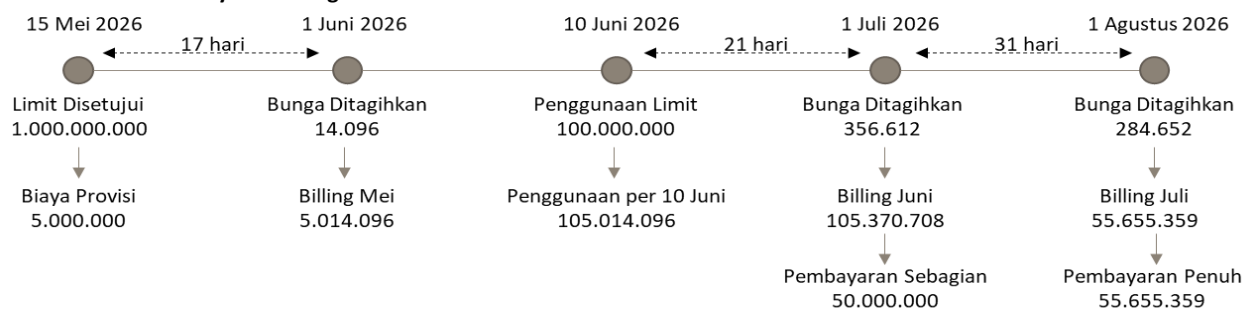 15 Mei 2026
1 Juni 2026
10 Juni 2026
1 Juli 2026
1 Agustus 2026
17 hari
21 hari
31 hari
Limit Disetujui
1.000.000.000
Bunga Ditagihkan
14.096
Penggunaan Limit
100.000.000
Bunga Ditagihkan
356.612
Bunga Ditagihkan
284.652
Biaya Provisi
5.000.000
Billing Mei
5.014.096
Penggunaan per 10 Juni
105.014.096
Billing Juni
105.370.708
Billing Juli
55.655.359
Pembayaran Sebagian
50.000.000
Pembayaran Penuh
55.655.359